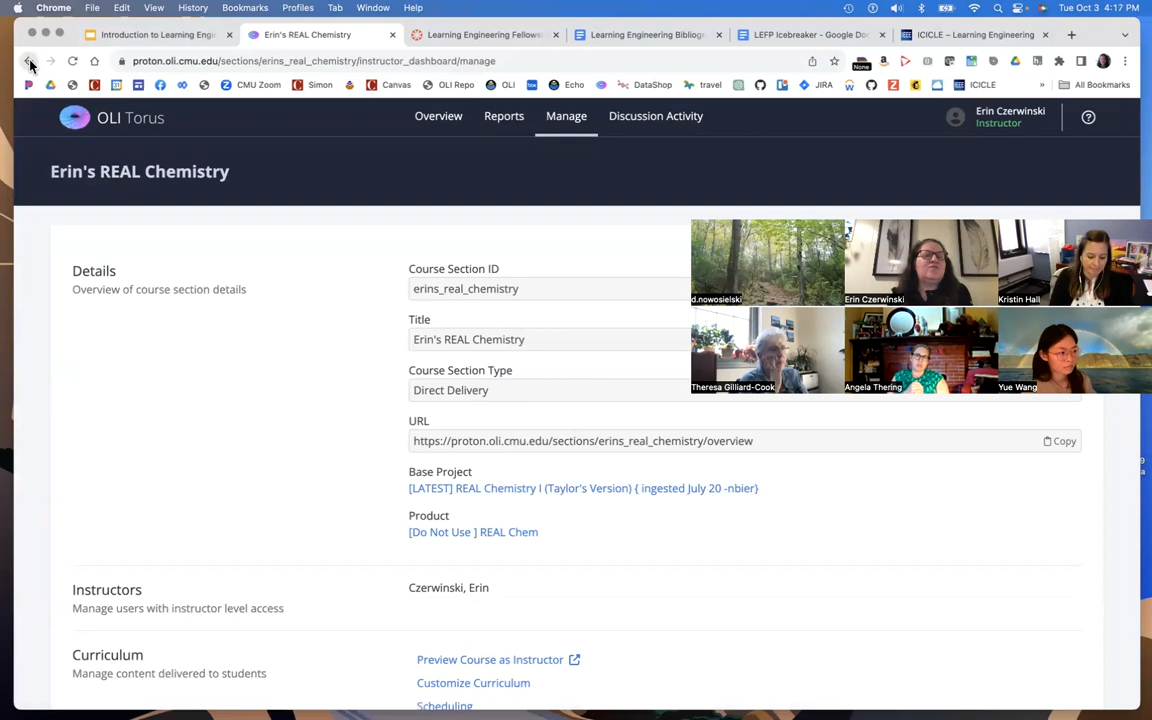 Chrome File Edit View History Bookmarks Profiles Tab Window Help Tue Oct 3 4:17 PM
Introduction to Learning Engi Erin's REAL Chemistry Learning Engineering Fellows Learning Engineering Bibliog LEFP Icebreaker - Google Do ICICLE – Learning Engineering
proton.oli.cmu.edu/sections/erins_real_chemistry/instructor_dashboard/manage
CMU Zoom Simon Canvas OLI Repo OLI Echo DataShop travel JIRA ICICLE » All Bookmarks
None
OLI Torus
Overview Reports Manage Discussion Activity
Erin Czerwinski
Instructor
Erin's REAL Chemistry
Details
Overview of course section details
Course Section ID
erins_real_chemistry
Title
Erin's REAL Chemistry
Course Section Type
Direct Delivery
URL
https://proton.oli.cmu.edu/sections/erins_real_chemistry/overview
Copy
Base Project
[LATEST] REAL Chemistry I (Taylor's Version) { ingested July 20 -nbier}
Product
[Do Not Use ] REAL Chem
d.nowosielski
Erin Czerwinski
Kristin Hall
Theresa Gilliard-Cook
Angela Thering
Yue Wang
Instructors
Manage users with instructor level access
Czerwinski, Erin
Curriculum
Manage content delivered to students
Preview Course as Instructor
Customize Curriculum
Scheduling